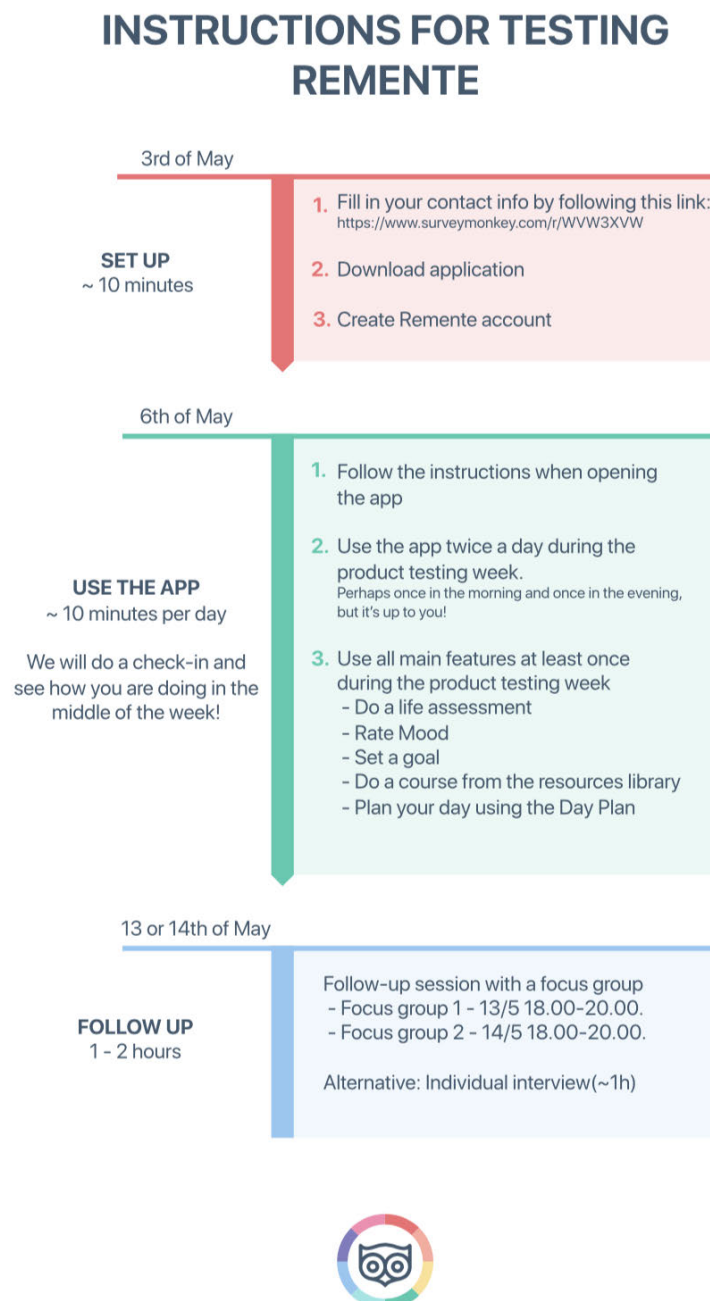 INSTRUCTIONS FOR TESTING
REMENTE
3rd of May
SET UP
~ 10 minutes
1. Fill in your contact info by following this link:
https://www.surveymonkey.com/r/WVW3XVW
2. Download application
3. Create Remente account
6th of May
USE THE APP
~ 10 minutes per day
We will do a check-in and
see how you are doing in the
middle of the week!
1. Follow the instructions when opening
the app
2. Use the app twice a day during the
product testing week.
Perhaps once in the morning and once in the evening,
but it's up to you!
3. Use all main features at least once
during the product testing week
- Do a life assessment
- Rate Mood
- Set a goal
- Do a course from the resources library
- Plan your day using the Day Plan
13 or 14th of May
FOLLOW UP
1 - 2 hours
Follow-up session with a focus group
- Focus group 1 - 13/5 18.00-20.00.
- Focus group 2 - 14/5 18.00-20.00.
Alternative: Individual interview(~1h)